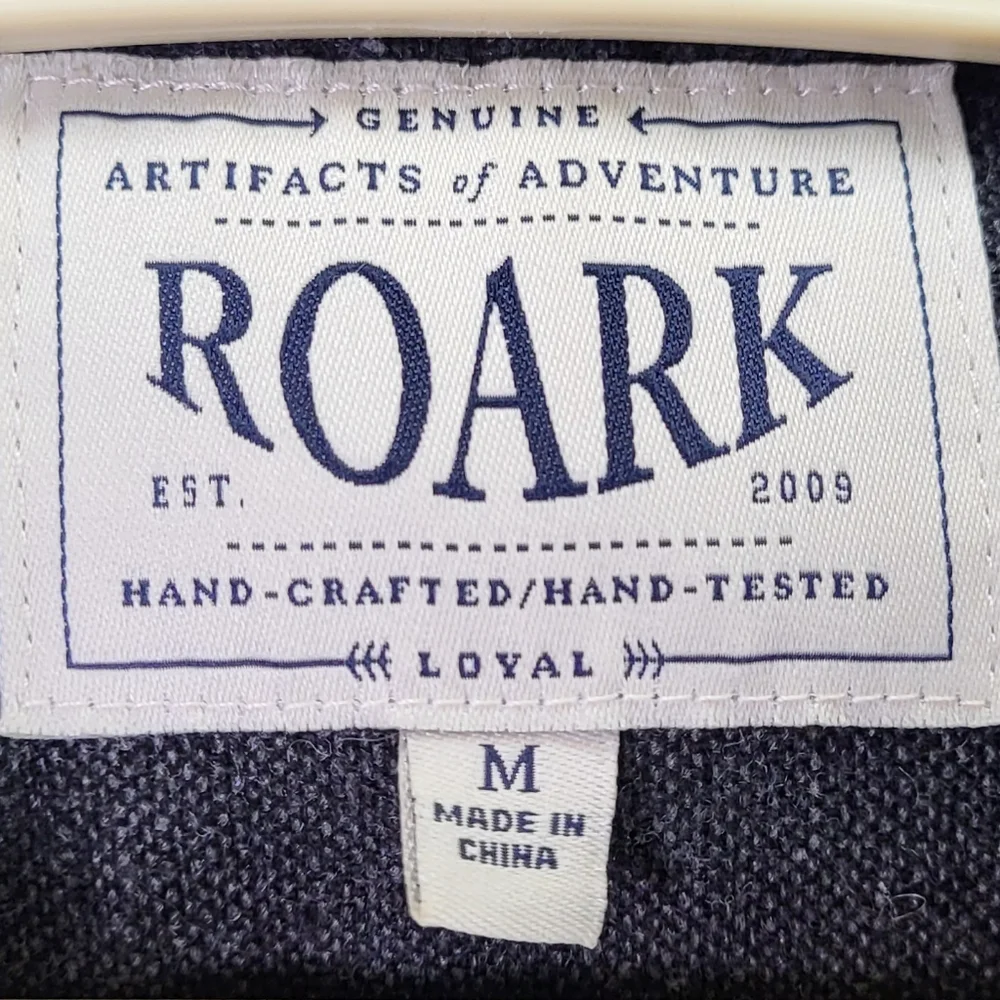 GENUINE
ARTIFACTS of ADVENTURE
ROARK
EST. 2009
HAND-CRAFTED/HAND-TESTED
LOYAL
M
MADE IN
CHINA